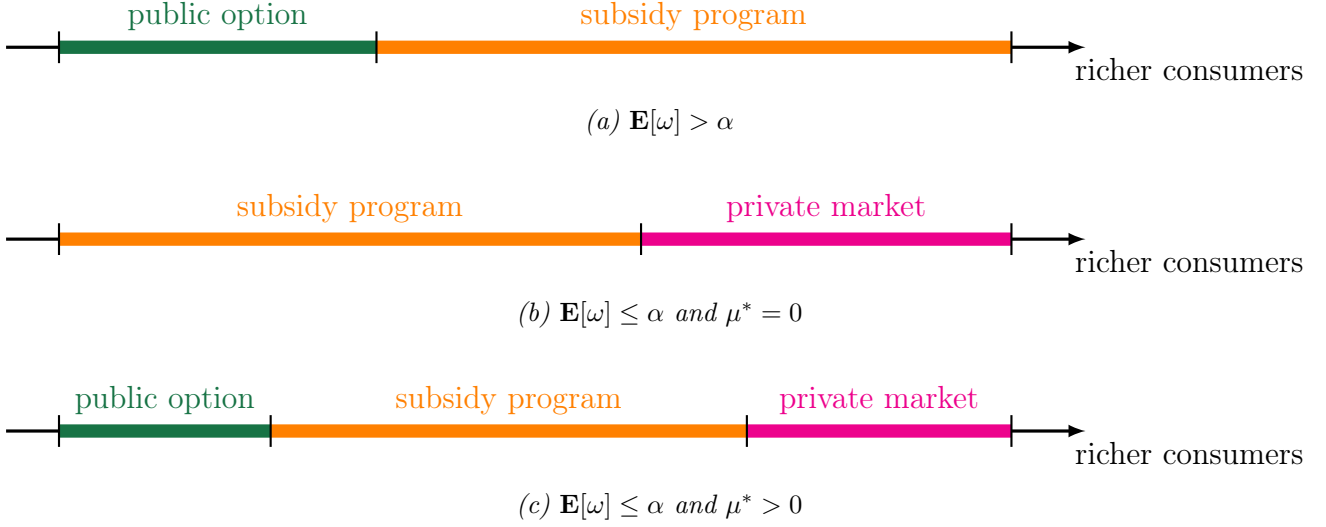 public option subsidy program
richer consumers
(a) E[ω] > α
subsidy program private market
richer consumers
(b) E[ω] ≤ α and μ* = 0
public option subsidy program private market
richer consumers
(c) E[ω] ≤ α and μ* > 0